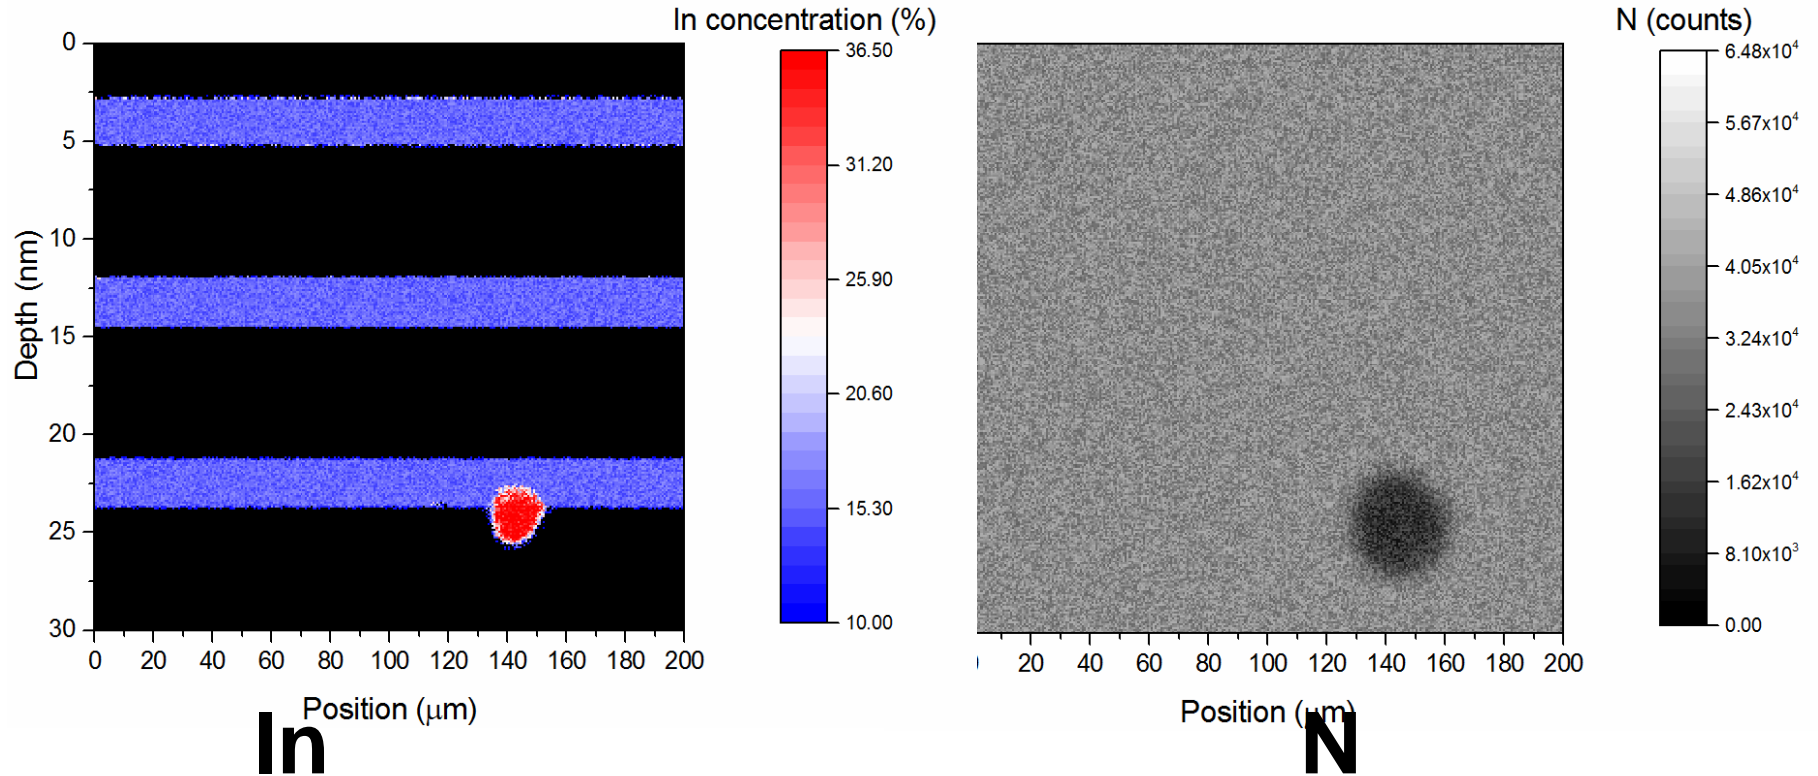 In concentration (%)
36.50
31.20
25.90
20.60
15.30
10.00
Depth (nm)
0
5
10
15
20
25
30
0 20 40 60 80 100 120 140 160 180 200
Position (μm)
In
N (counts)
6.48x10⁴
5.67x10⁴
4.86x10⁴
4.05x10⁴
3.24x10⁴
2.43x10⁴
1.62x10⁴
8.10x10³
0.00
20 40 60 80 100 120 140 160 180 200
Position (μm)
N